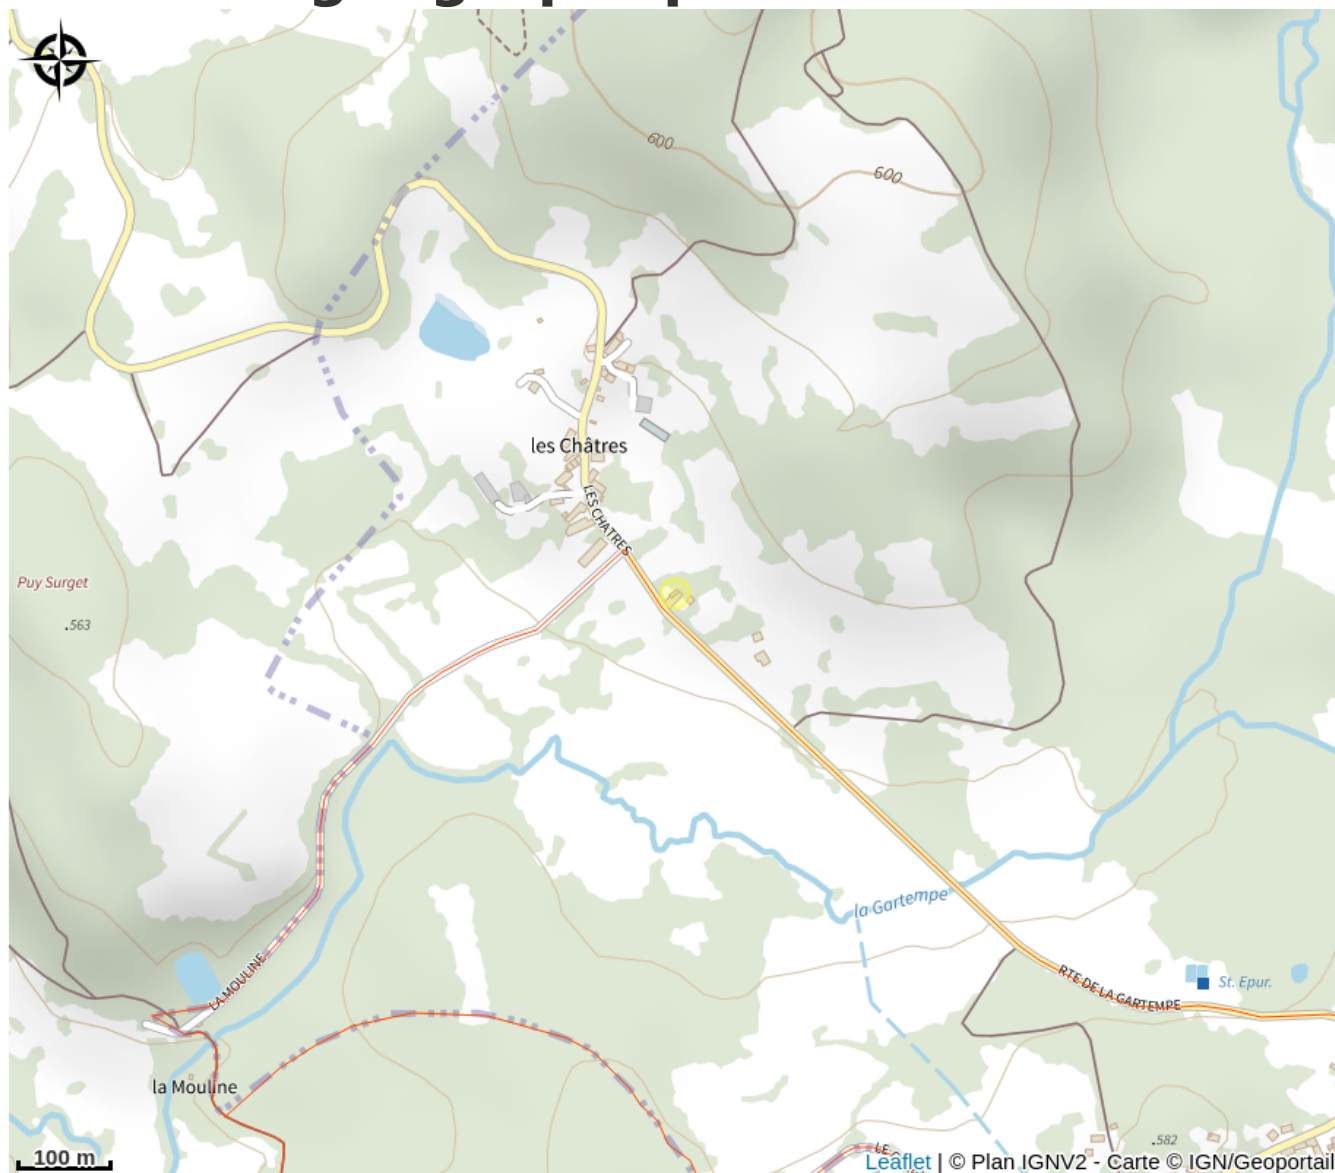 600
600
les Châtres
LES CHATRES
Puy Surget
.563
la Gartempe
RTE DE LA GARTEMPE
St. Epur.
LA MOULINE
la Mouline
.582
100 m
Leaflet | © Plan IGNV2 - Carte © IGN/Geoportail